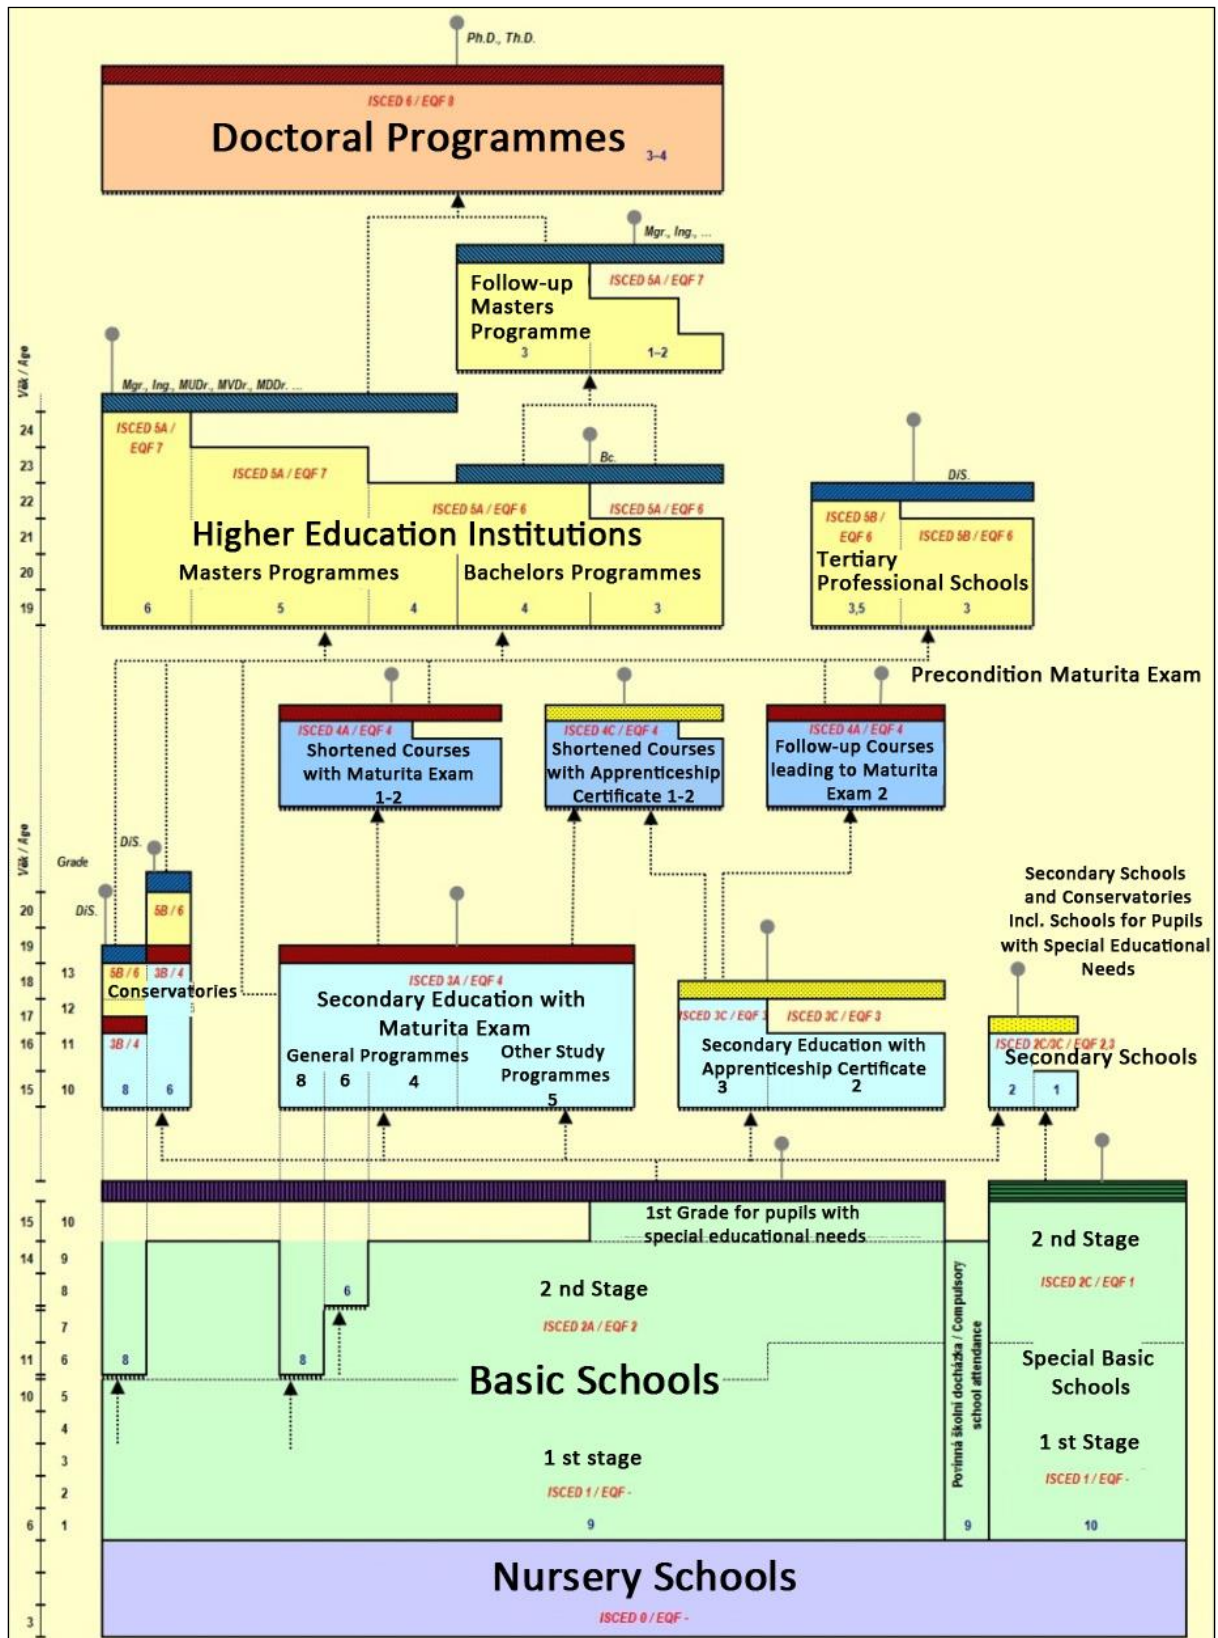 Ph.D., Th.D.
ISCED 6 / EQF 8
Doctoral Programmes
3–4
Mgr., Ing., ...
Follow-up
Masters
Programme
ISCED 5A / EQF 7
3
1–2
Věk / Age
Mgr., Ing., MUDr., MVDr., MDDr. ...
24
23
22
21
20
19
ISCED 5A /
EQF 7
ISCED 5A / EQF 7
Bc.
ISCED 5A / EQF 6
ISCED 5A / EQF 6
Higher Education Institutions
Masters Programmes
Bachelors Programmes
6
5
4
4
3
DiS.
ISCED 5B /
EQF 6
ISCED 5B / EQF 6
Tertiary
Professional Schools
3,5
3
Precondition Maturita Exam
ISCED 4A / EQF 4
Shortened Courses
with Maturita Exam
1-2
ISCED 4C / EQF 4
Shortened Courses
with Apprenticeship
Certificate 1-2
ISCED 4A / EQF 4
Follow-up Courses
leading to Maturita
Exam 2
Věk / Age
Grade
20
19
18
17
16
15
13
12
11
10
DiS.
DiS.
5B / 6
5B / 6
3B / 4
Conservatories
3B / 4
8
6
ISCED 3A / EQF 4
Secondary Education with
Maturita Exam
General Programmes
8
6
4
Other Study
Programmes
5
ISCED 3C / EQF 3
ISCED 3C / EQF 3
Secondary Education with
Apprenticeship Certificate
3
2
Secondary Schools
and Conservatories
Incl. Schools for Pupils
with Special Educational
Needs
ISCED 2C/3C / EQF 2,3
Secondary Schools
2
1
15 10
14 9
8
7
11 6
10 5
4
3
2
6 1
3
1st Grade for pupils with
special educational needs
2 nd Stage
ISCED 2A / EQF 2
8
8
6
Basic Schools
1 st stage
ISCED 1 / EQF -
9
Povinná školní docházka / Compulsory
school attendance
9
2 nd Stage
ISCED 2C / EQF 1
Special Basic
Schools
1 st Stage
ISCED 1 / EQF -
10
Nursery Schools
ISCED 0 / EQF -